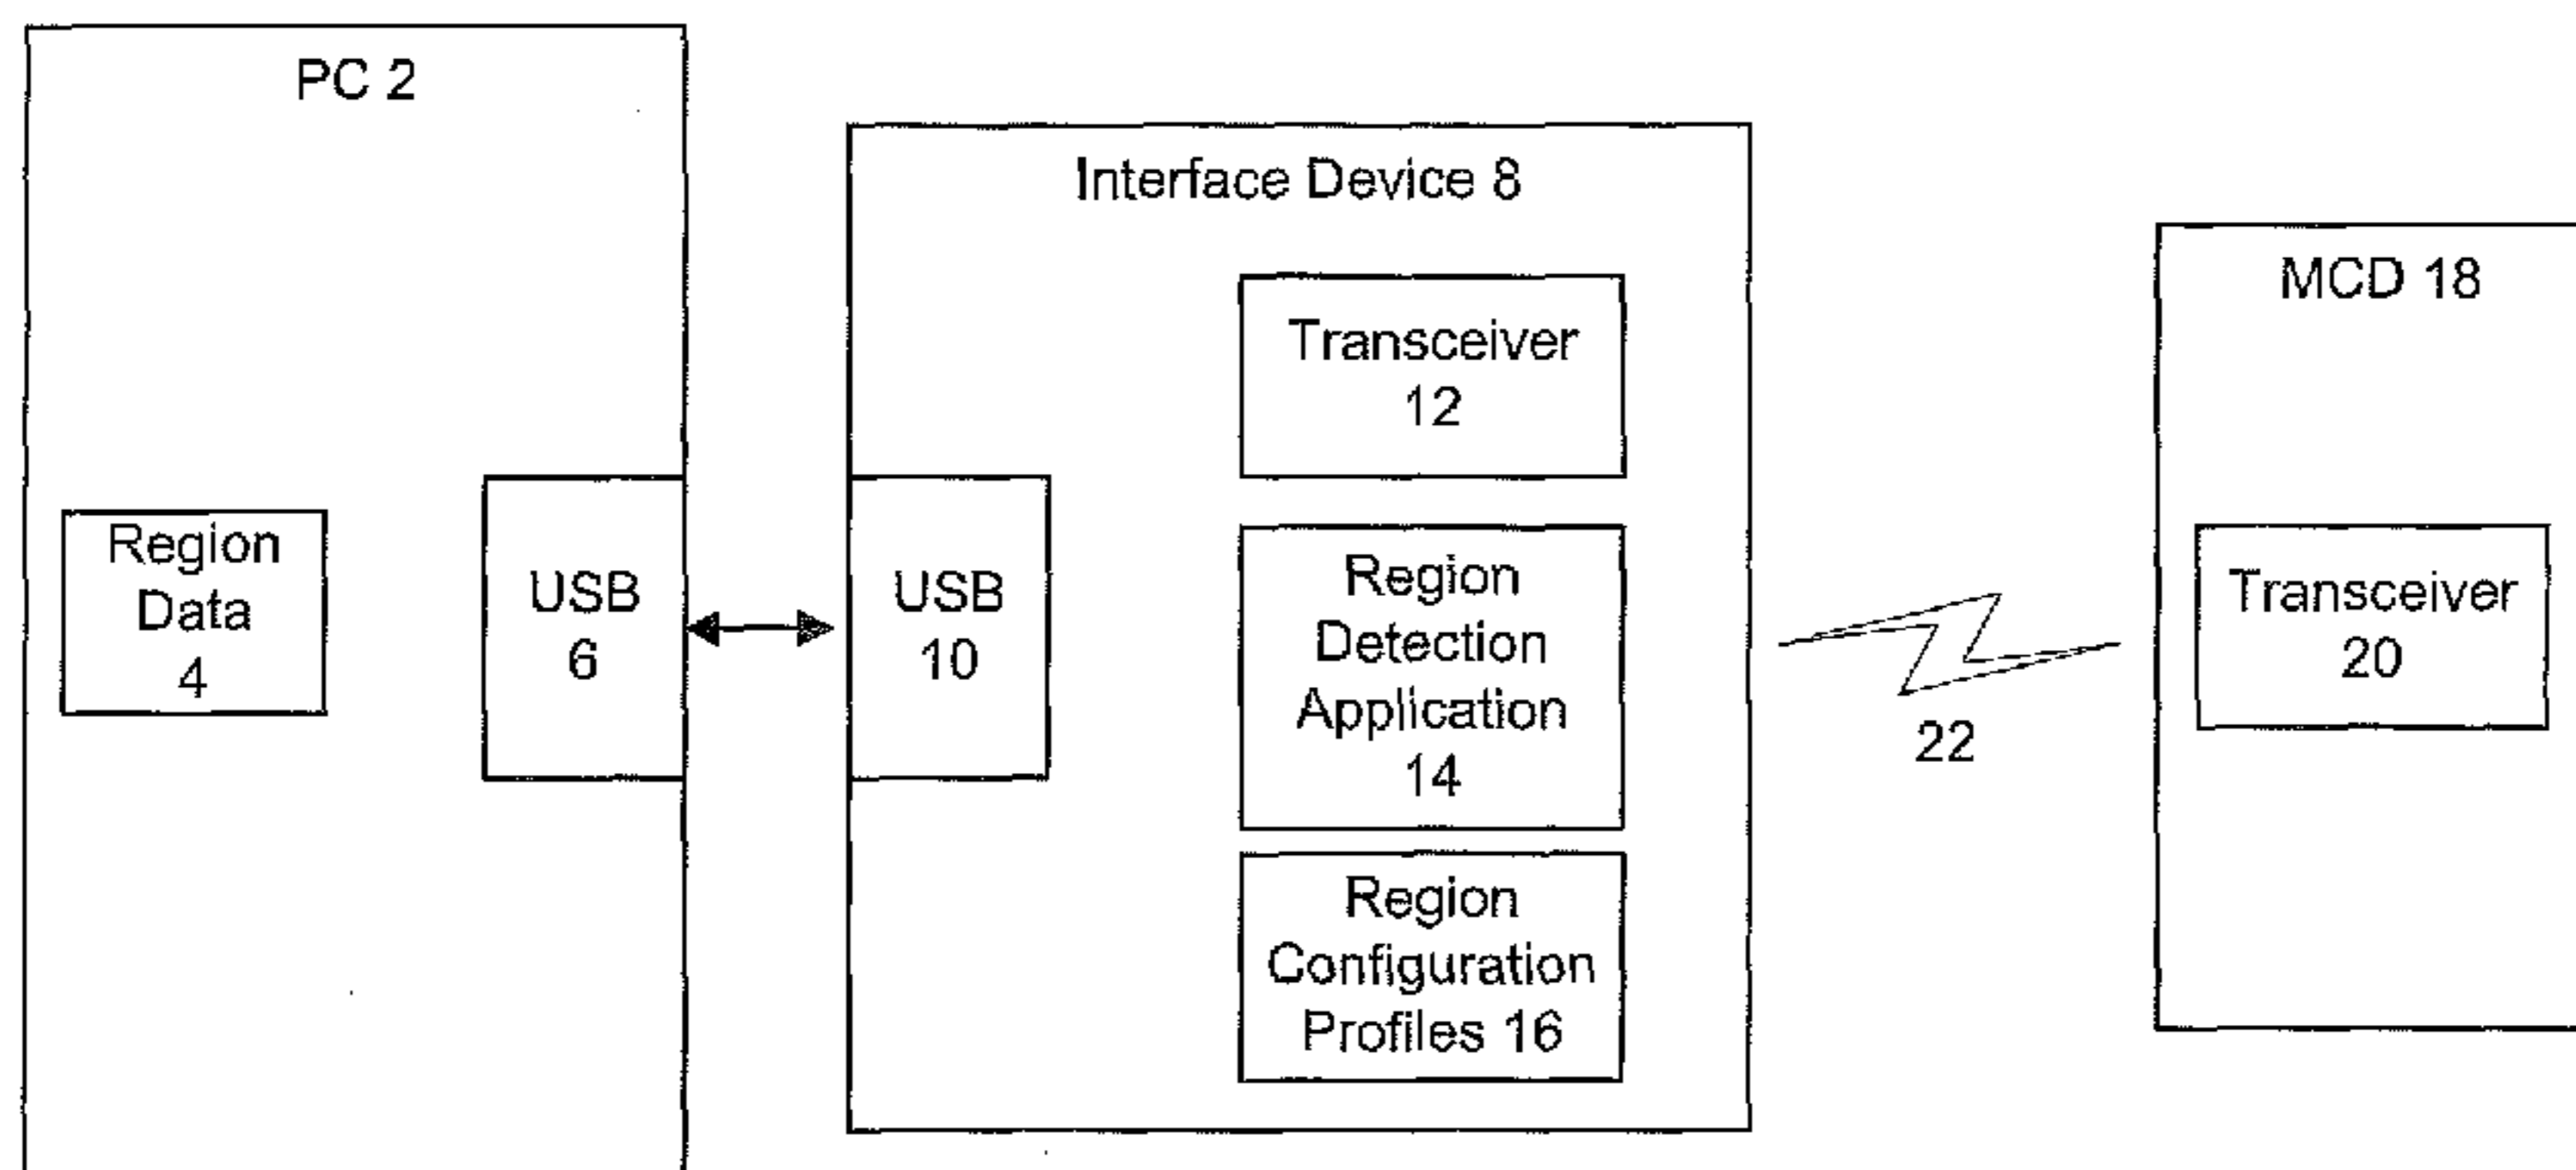 PC 2
Region
Data
4
USB
6
Interface Device 8
USB
10
Transceiver
12
Region
Detection
Application
14
Region
Configuration
Profiles 16
22
MCD 18
Transceiver
20